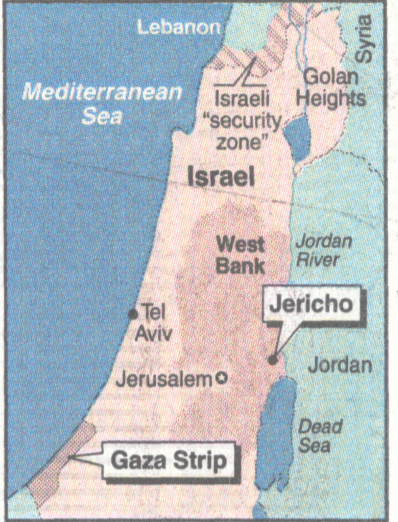 Lebanon
Syria
Mediterranean
Sea
Israeli
“security
zone”
Golan
Heights
Israel
West
Bank
Jordan
River
Jericho
Tel
Aviv
Jerusalem
Jordan
Dead
Sea
Gaza Strip